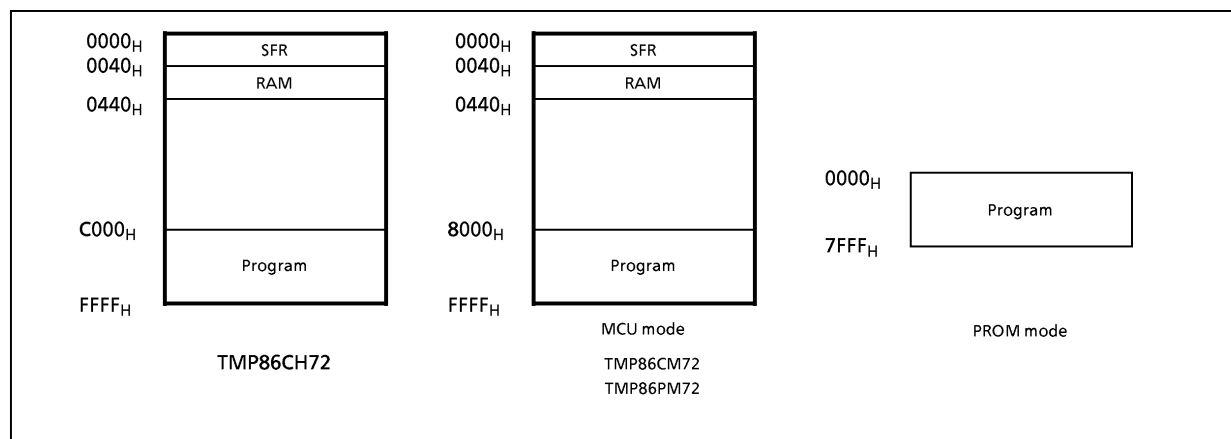 0000H
SFR
0040H
RAM
0440H
C000H
Program
FFFFH
TMP86CH72
0000H
SFR
0040H
RAM
0440H
8000H
Program
FFFFH
MCU mode
TMP86CM72
TMP86PM72
0000H
Program
7FFFH
PROM mode